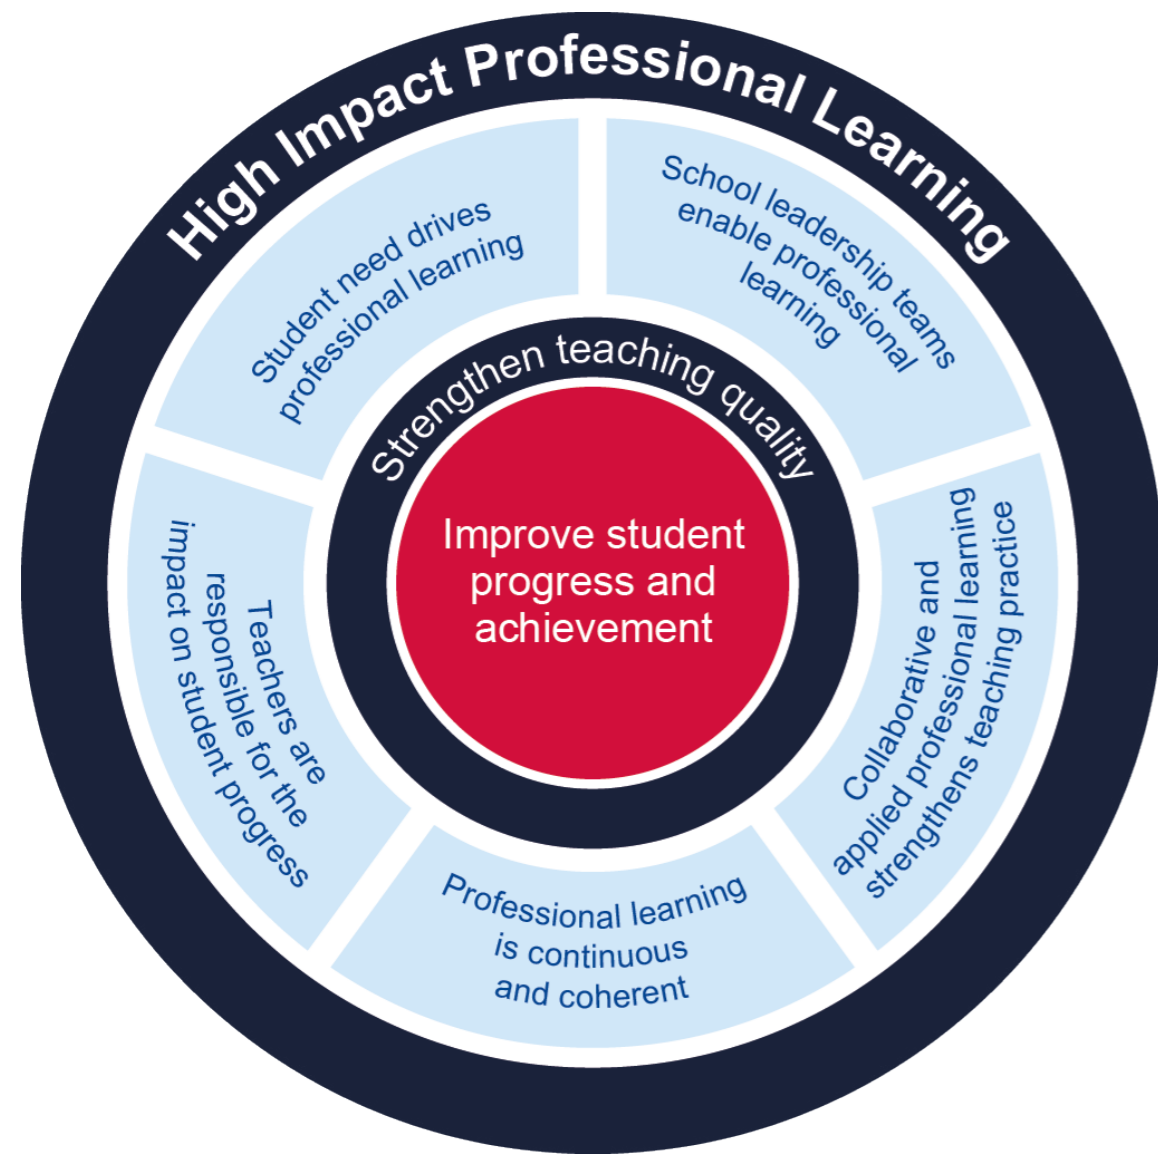 High Impact Professional Learning
Student need drives
professional learning
School leadership teams
enable professional
learning
Strengthen teaching quality
Improve student
progress and
achievement
Collaborative and
applied professional learning
strengthens teaching practice
Teachers are
responsible for the
impact on student progress
Professional learning
is continuous
and coherent